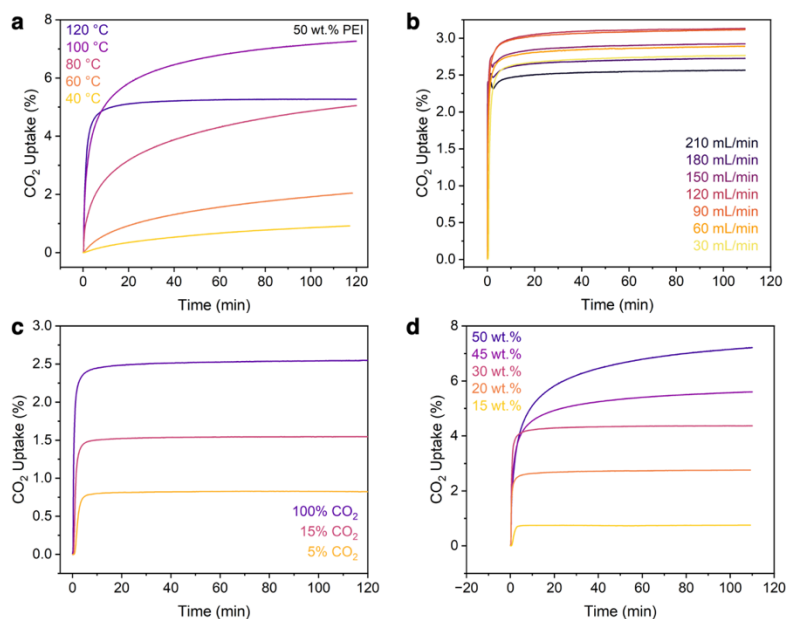 a
120 °C
100 °C
80 °C
60 °C
40 °C
50 wt.% PEI
CO₂ Uptake (%)
8
6
4
2
0
0 20 40 60 80 100 120
Time (min)
b
CO₂ Uptake (%)
3.0
2.5
2.0
1.5
1.0
0.5
0.0
210 mL/min
180 mL/min
150 mL/min
120 mL/min
90 mL/min
60 mL/min
30 mL/min
0 20 40 60 80 100 120
Time (min)
c
CO₂ Uptake (%)
3.0
2.5
2.0
1.5
1.0
0.5
0.0
100% CO₂
15% CO₂
5% CO₂
0 20 40 60 80 100 120
Time (min)
d
50 wt.%
45 wt.%
30 wt.%
20 wt.%
15 wt.%
CO₂ Uptake (%)
8
6
4
2
0
−20 0 20 40 60 80 100 120
Time (min)